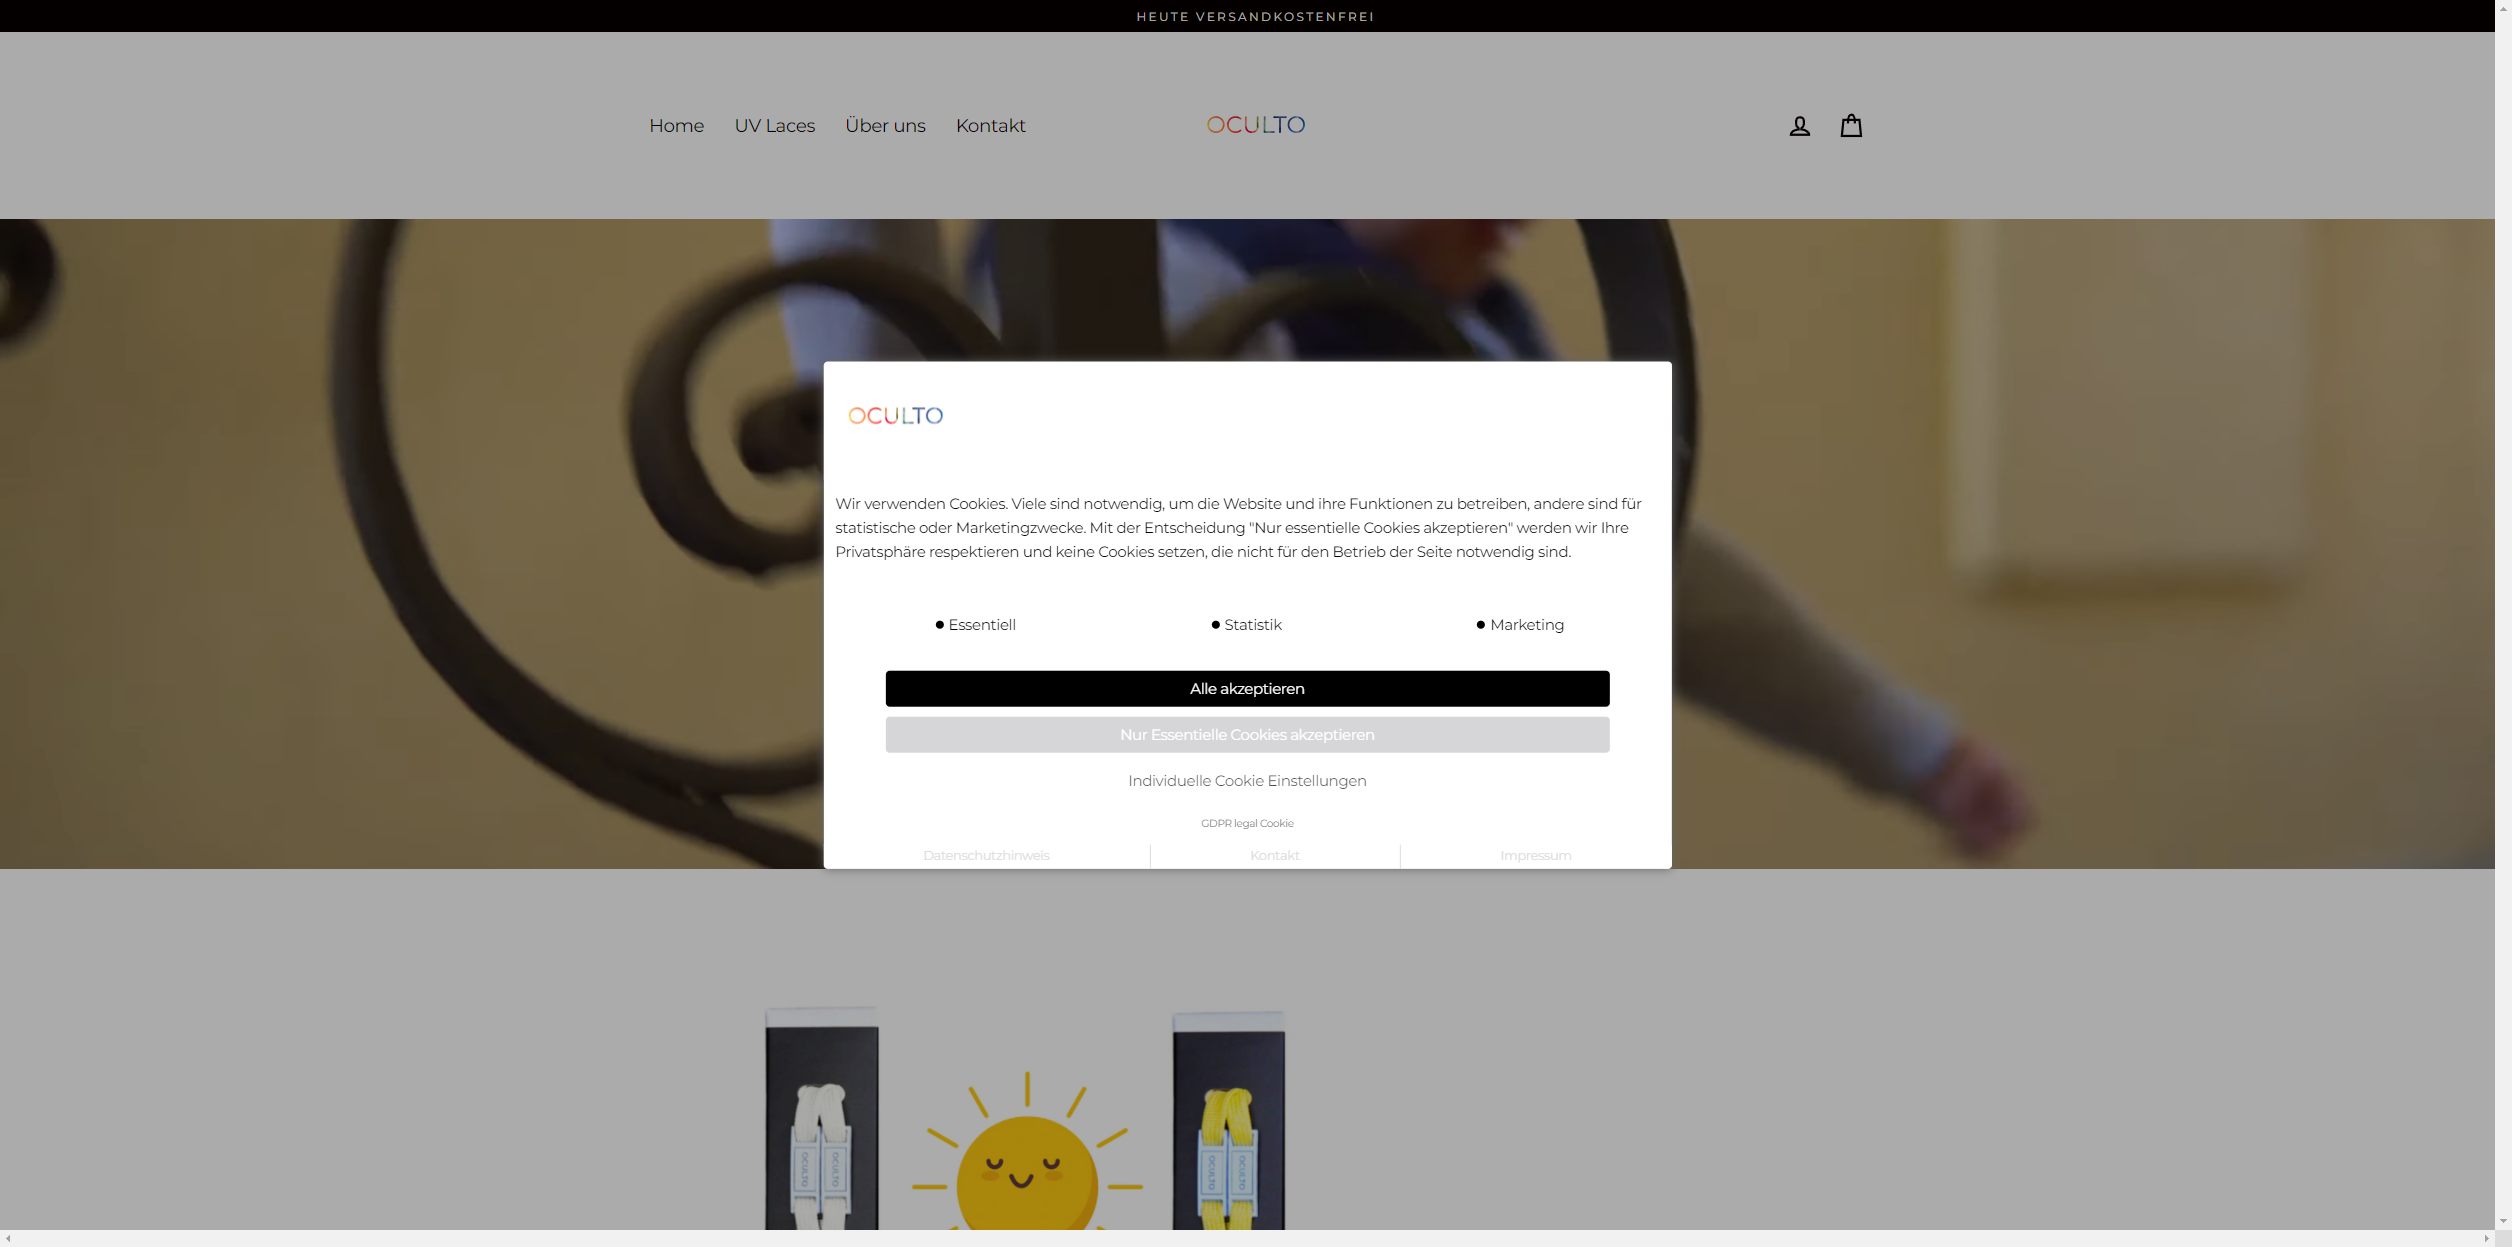 HEUTE VERSANDKOSTENFREI
Home UV Laces Über uns Kontakt OCULTO
OCULTO
Wir verwenden Cookies. Viele sind notwendig, um die Website und ihre Funktionen zu betreiben, andere sind für
statistische oder Marketingzwecke. Mit der Entscheidung "Nur essentielle Cookies akzeptieren" werden wir Ihre
Privatsphäre respektieren und keine Cookies setzen, die nicht für den Betrieb der Seite notwendig sind.
Essentiell Statistik Marketing
Alle akzeptieren
Nur Essentielle Cookies akzeptieren
Individuelle Cookie Einstellungen
GDPR legal Cookie
Datenschutzhinweis Kontakt Impressum
OCULTO OCULTO OCULTO OCULTO